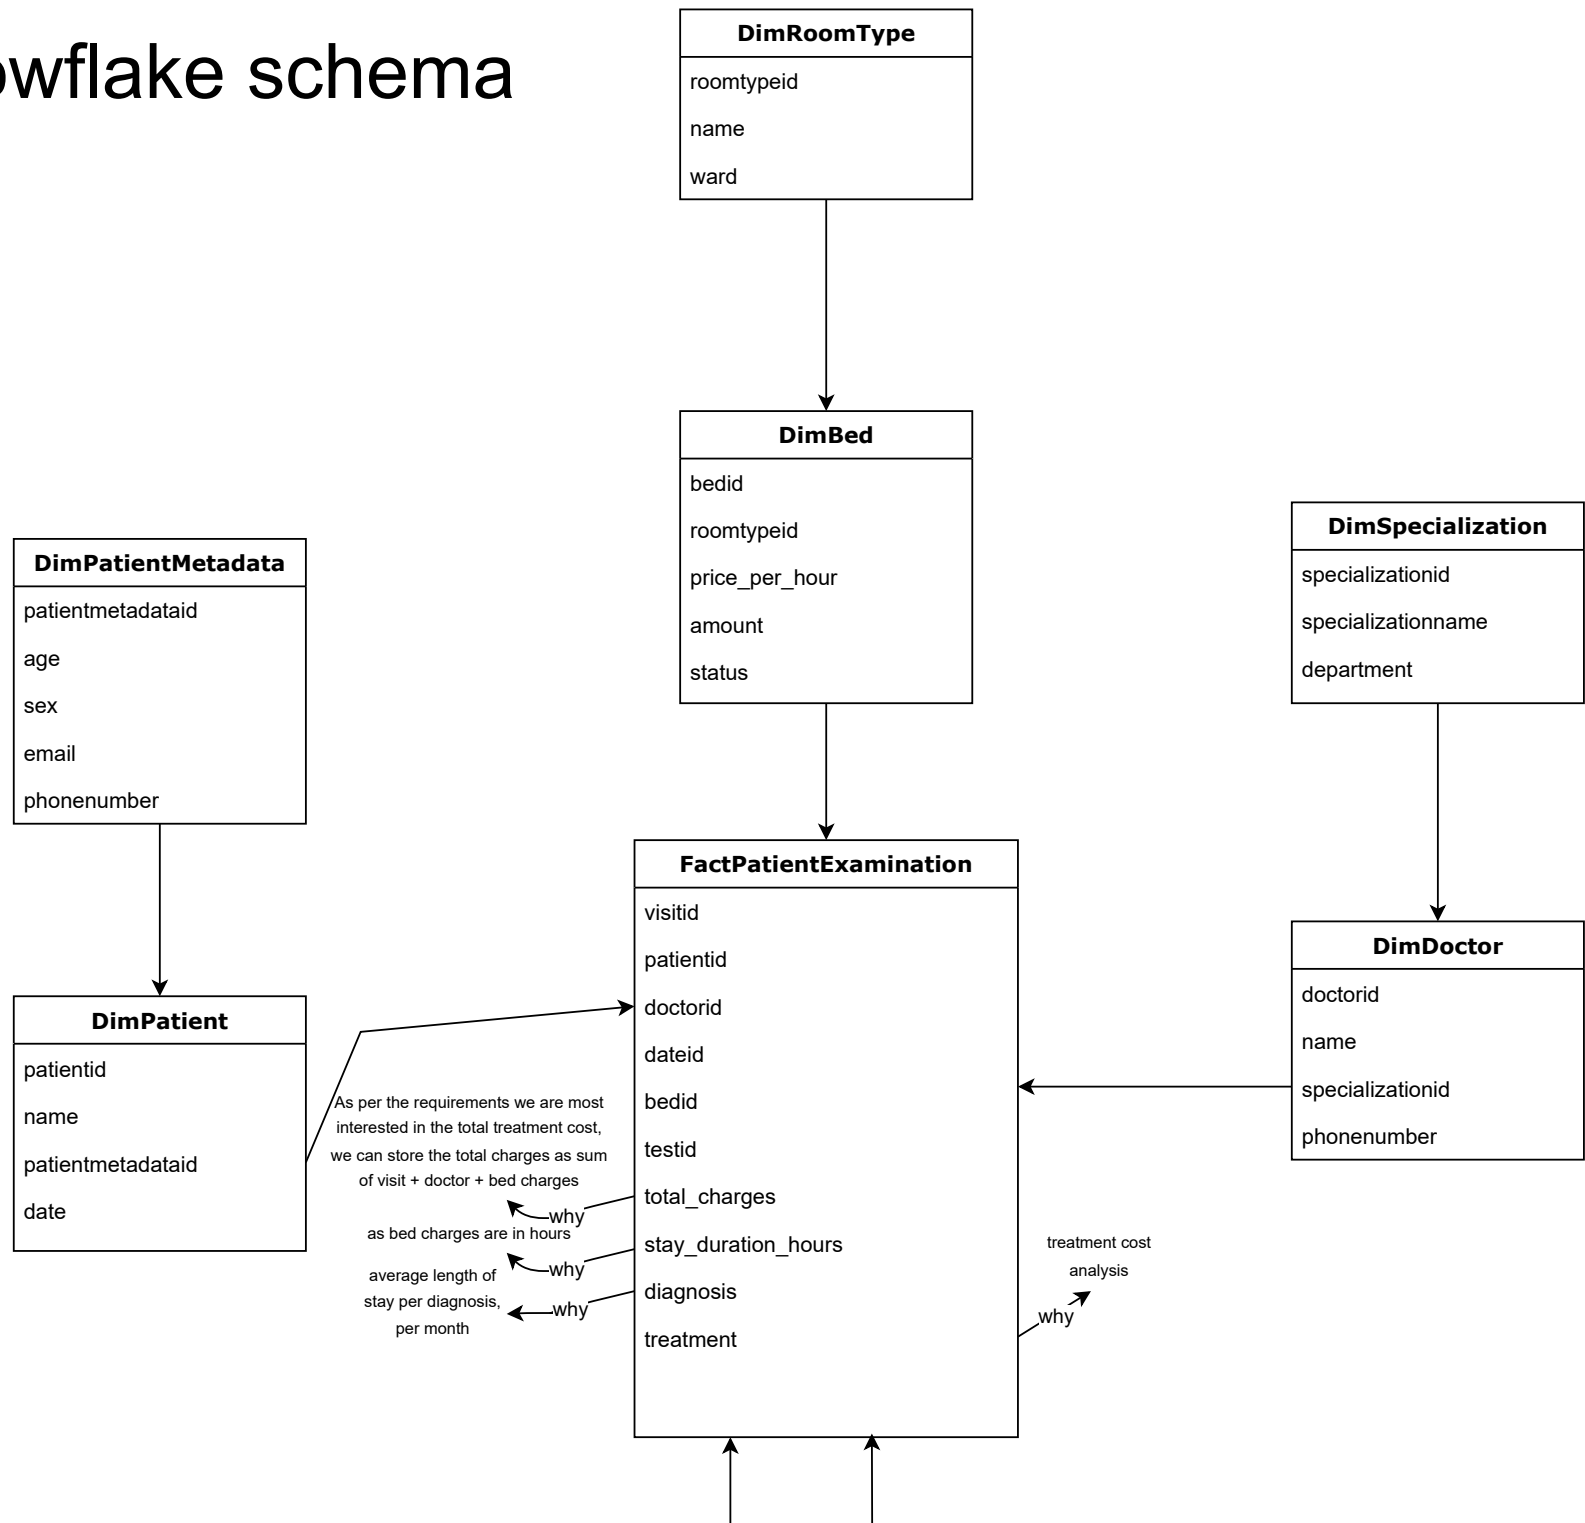 owflake schema
DimRoomType
roomtypeid
name
ward
DimBed
bedid
roomtypeid
price_per_hour
amount
status
DimSpecialization
specializationid
specializationname
department
DimPatientMetadata
patientmetadataid
age
sex
email
phonenumber
FactPatientExamination
visitid
patientid
doctorid
dateid
bedid
testid
total_charges
stay_duration_hours
diagnosis
treatment
DimDoctor
doctorid
name
specializationid
phonenumber
DimPatient
patientid
name
patientmetadataid
date
As per the requirements we are most
interested in the total treatment cost,
we can store the total charges as sum
of visit + doctor + bed charges
why
as bed charges are in hours
why
average length of
stay per diagnosis,
per month
why
treatment cost
analysis
why